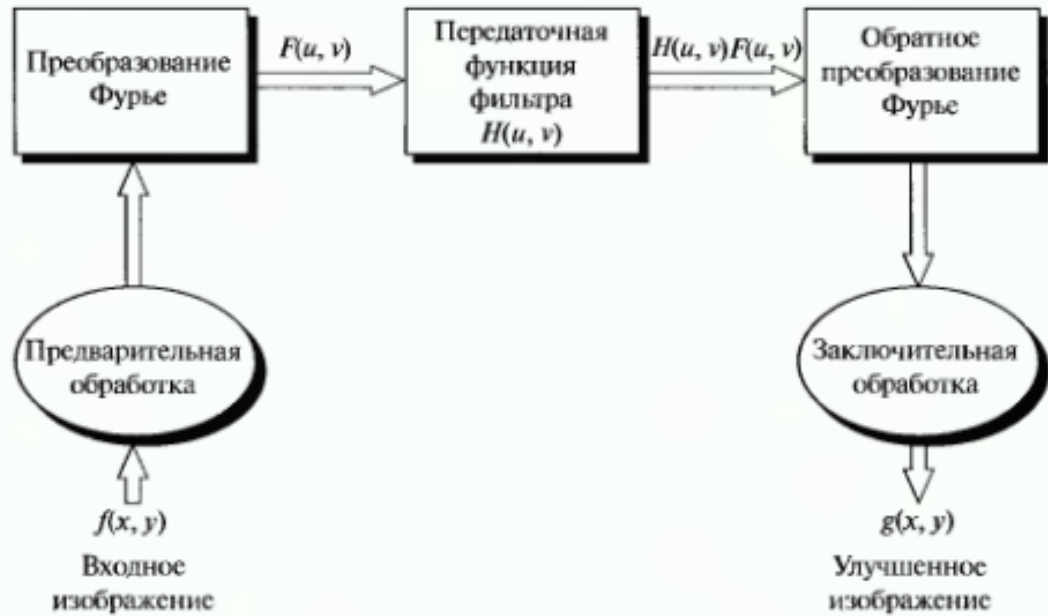 Преобразование
Фурье
F(u, v)
Передаточная
функция
фильтра
H(u, v)
H(u, v)F(u, v)
Обратное
преобразование
Фурье
Предварительная
обработка
Заключительная
обработка
f(x, y)
Входное
изображение
g(x, y)
Улучшенное
изображение